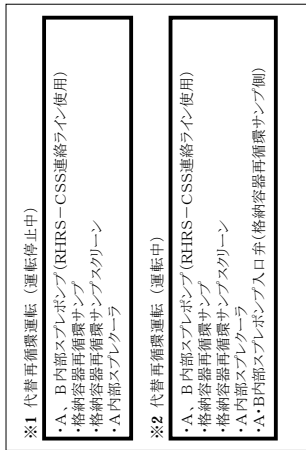 ※1 代替再循環運転（運転停止中）
・A、B内部スプレポンプ（RHRS－CSS連絡ライン使用）
・格納容器再循環サンプ
・格納容器再循環サンプスクリーン
・A内部スプレクーラ
※2 代替再循環運転（運転中）
・A、B内部スプレポンプ（RHRS－CSS連絡ライン使用）
・格納容器再循環サンプ
・格納容器再循環サンプスクリーン
・A内部スプレクーラ
・A・B内部スプレポンプ入口弁（格納容器再循環サンプ側）